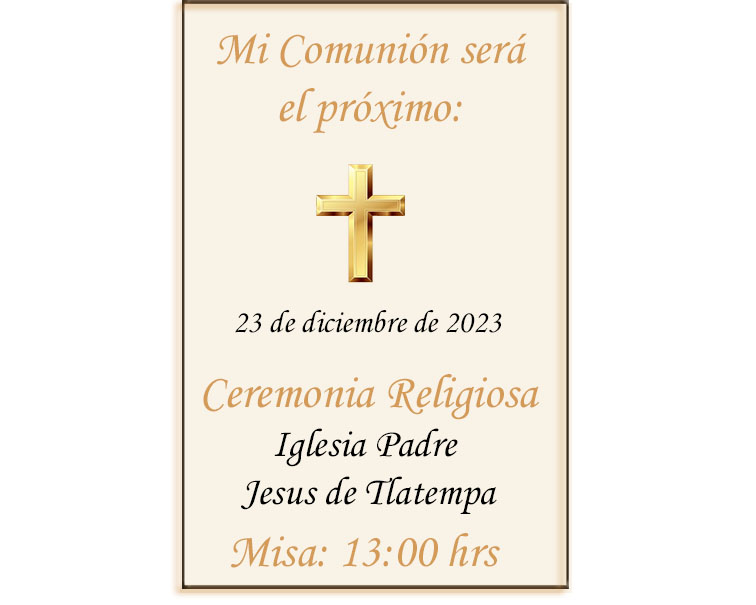 Mi Comunión será
el próximo:
23 de diciembre de 2023
Ceremonia Religiosa
Iglesia Padre
Jesus de Tlatempa
Misa: 13:00 hrs